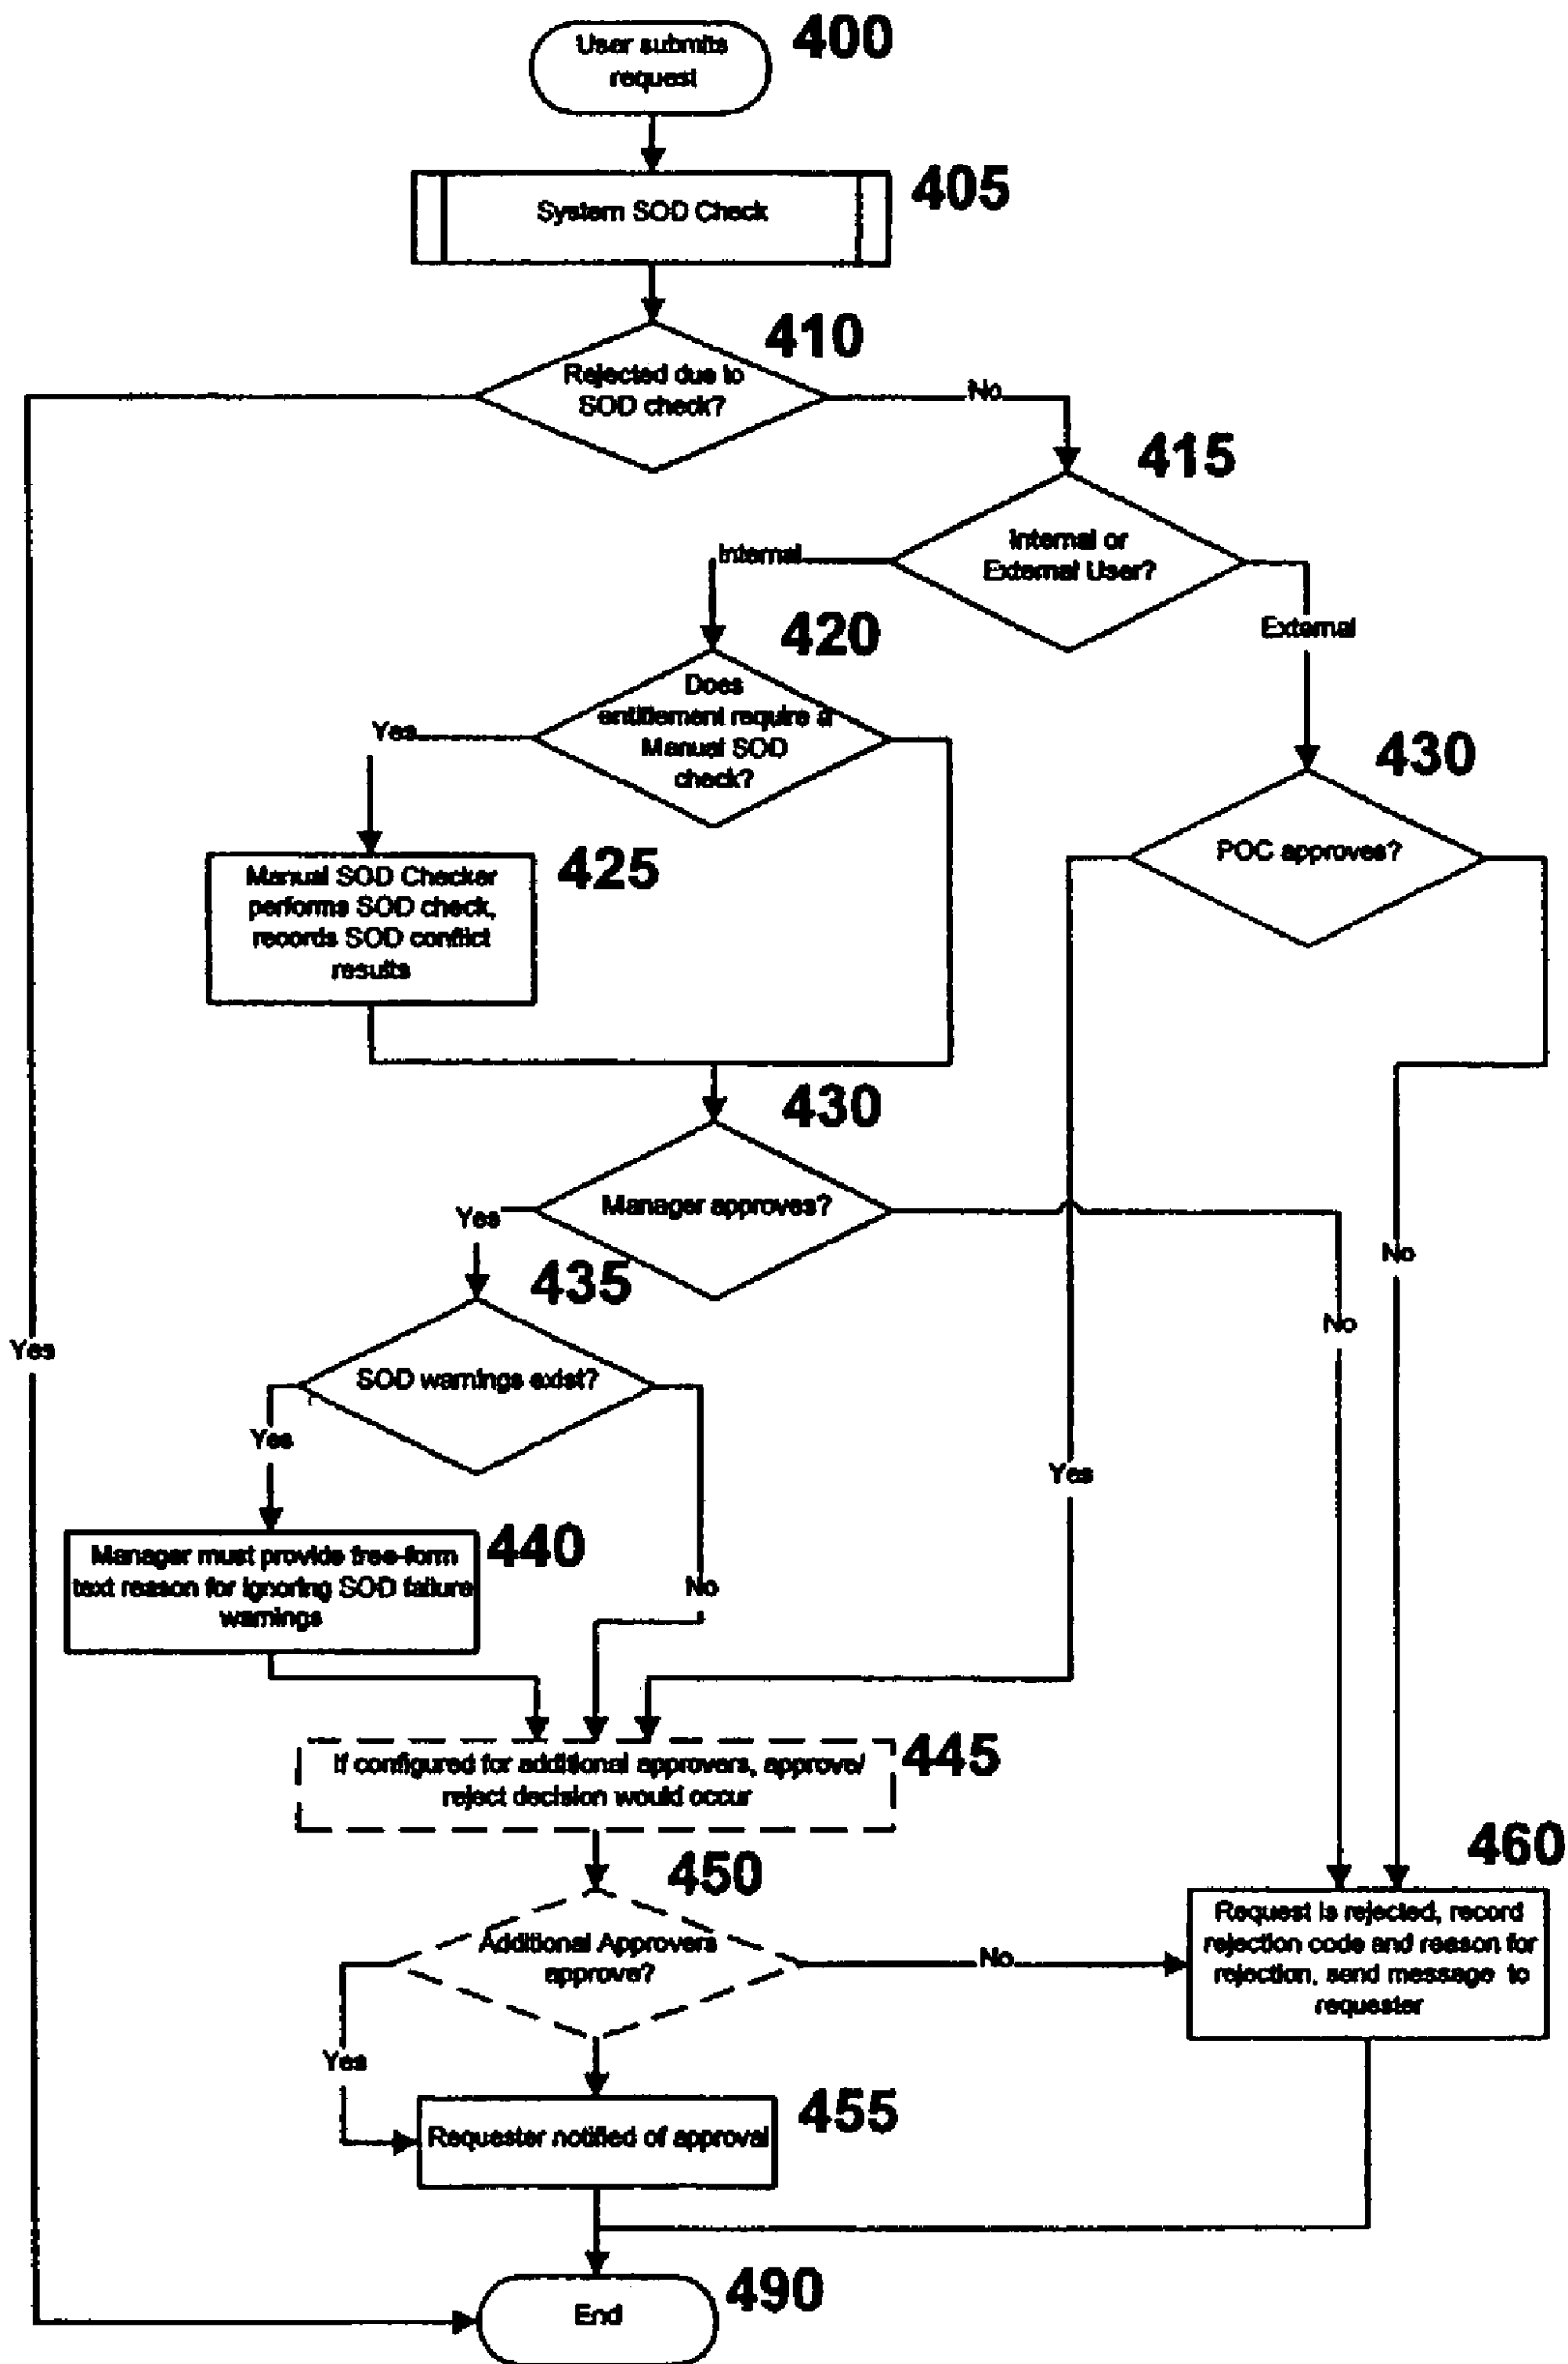 User submits
request
400
System SOD Check
405
410
Rejected due to
SOD check?
No
415
Internal or
External User?
Internal
External
420
Does
entitlement require a
Manual SOD
check?
Yes
430
POC approves?
425
Manual SOD Checker
performs SOD check,
records SOD conflict
results
430
Manager approves?
Yes
No
No
435
SOD warnings exist?
Yes
Yes
No
Yes
440
Manager must provide free-form
text reason for ignoring SOD failure
warnings
445
If configured for additional approvers, approve/
reject decision would occur
450
Additional Approvers
approve?
No
Yes
460
Request is rejected, record
rejection code and reason for
rejection, send message to
requester
455
Requester notified of approval
490
End